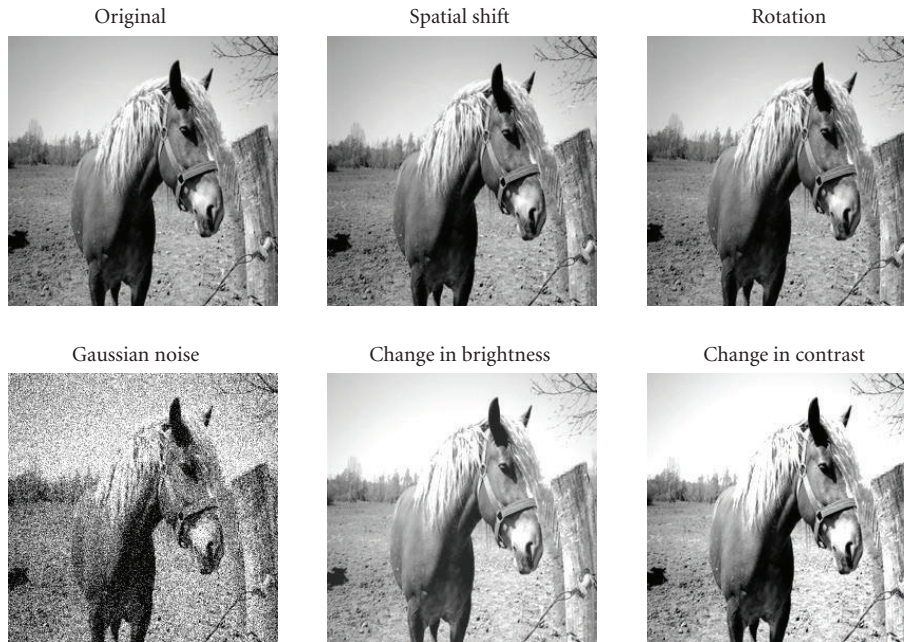 Original
Spatial shift
Rotation
Gaussian noise
Change in brightness
Change in contrast